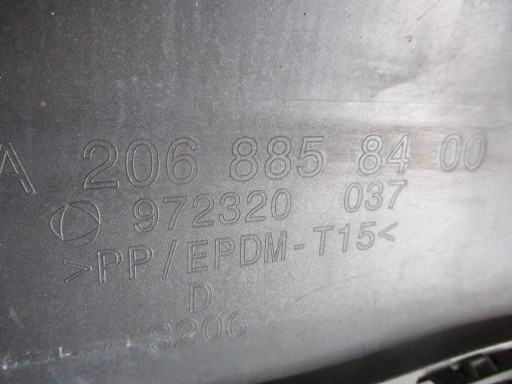 A 206 885 84 00
972320 037
>PP/EPDM-T15<
D
S206